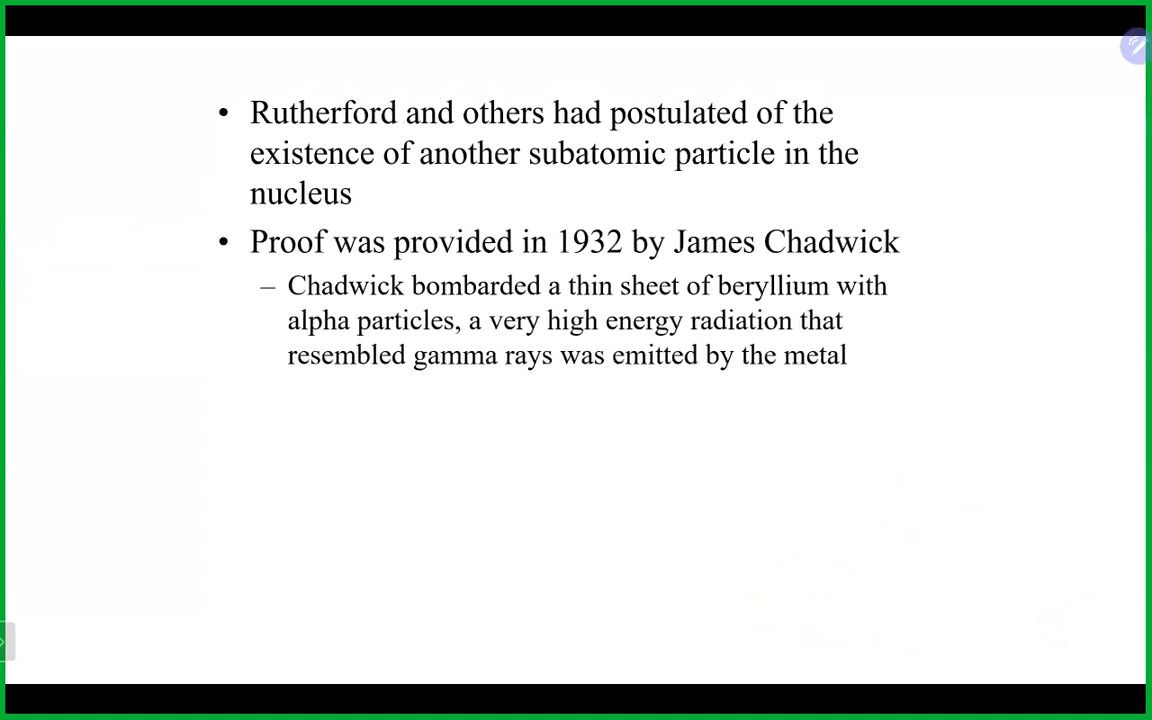 • Rutherford and others had postulated of the
existence of another subatomic particle in the
nucleus
• Proof was provided in 1932 by James Chadwick
– Chadwick bombarded a thin sheet of beryllium with
alpha particles, a very high energy radiation that
resembled gamma rays was emitted by the metal